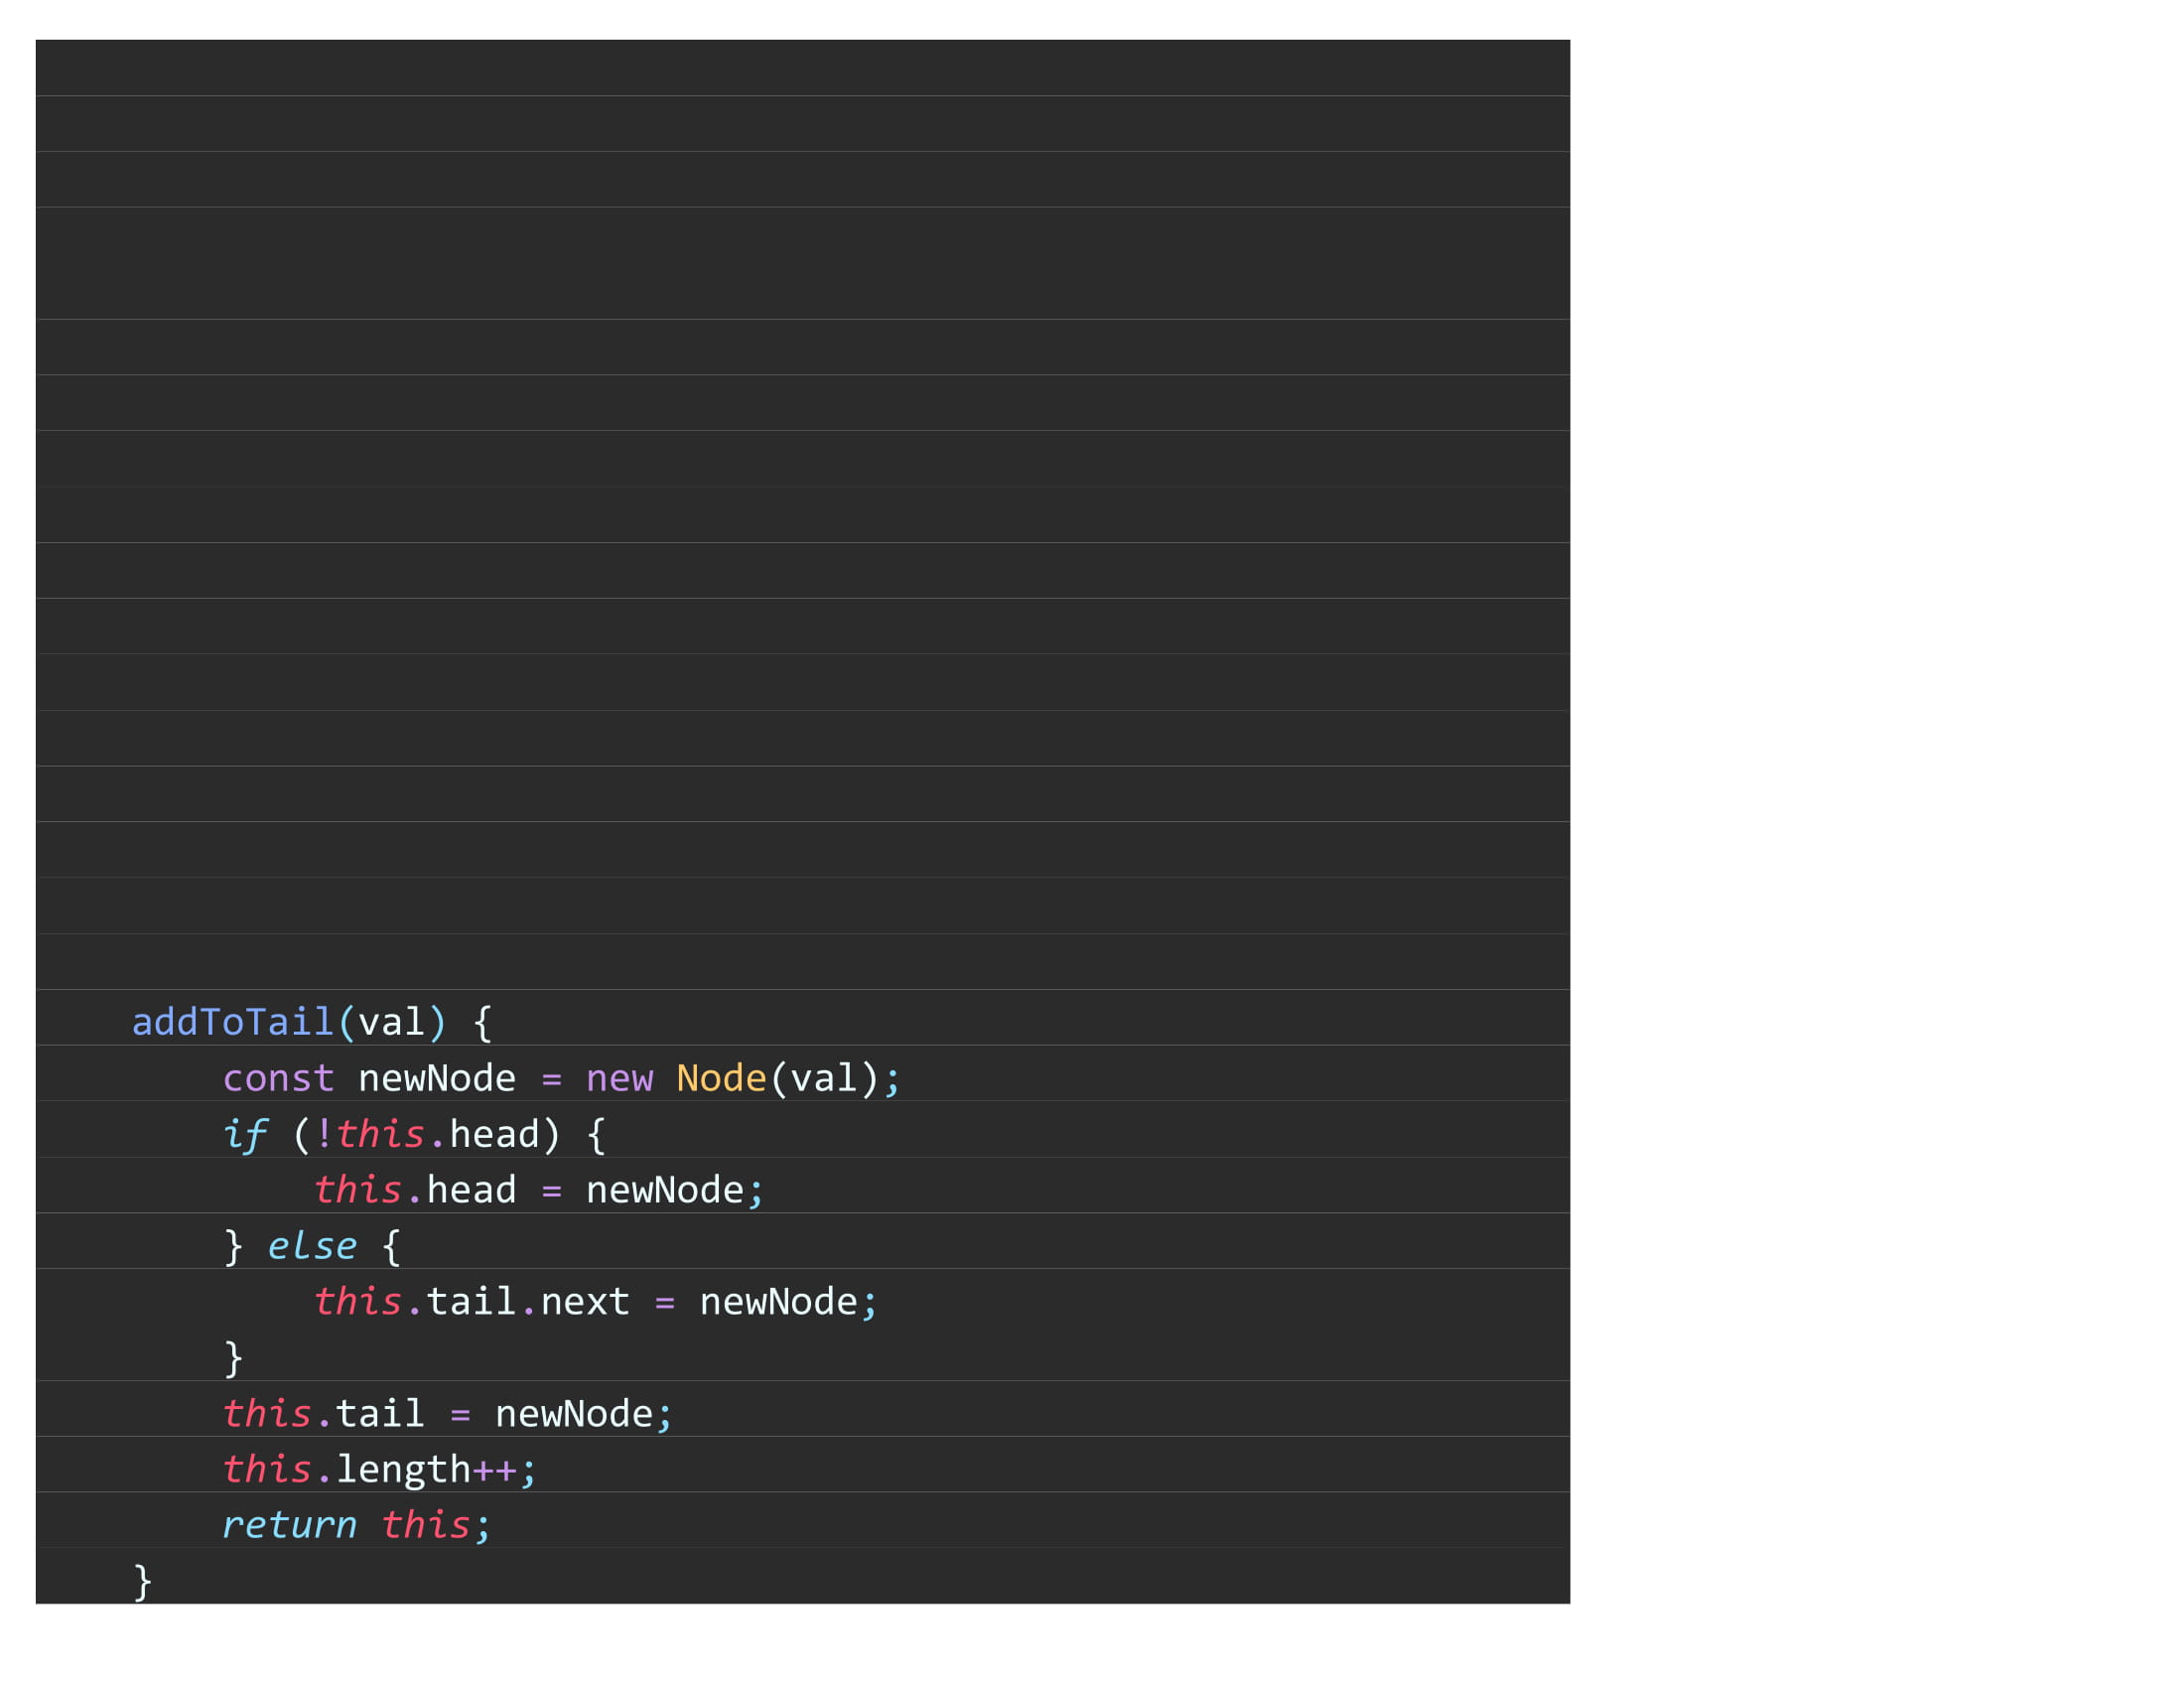 addToTail(val) {
const newNode = new Node(val);
if (!this.head) {
this.head = newNode;
} else {
this.tail.next = newNode;
}
this.tail = newNode;
this.length++;
return this;
}